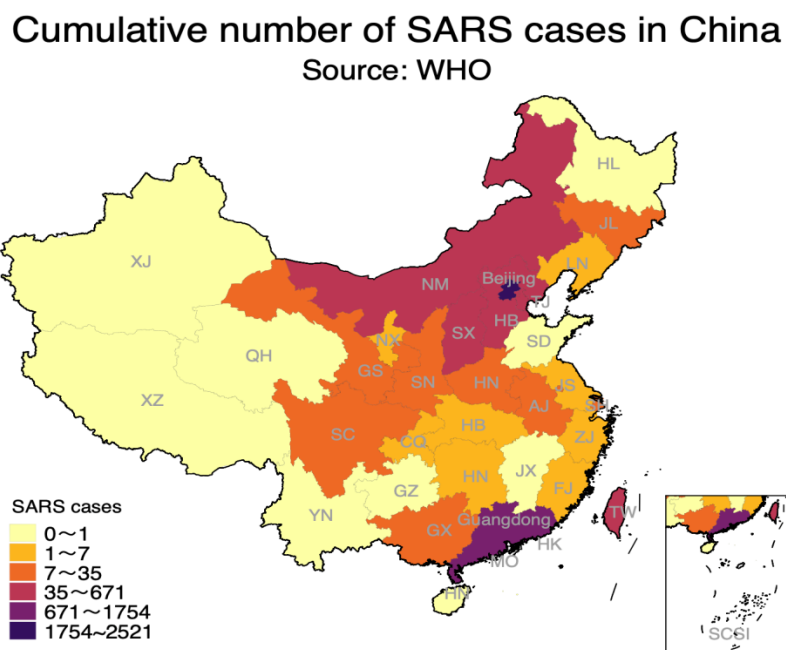 Cumulative number of SARS cases in China
Source: WHO
HL
JL
XJ
LN
NM
Beijing
TJ
HB
SX
NX
SD
QH
GS
SN
HN
JS
XZ
AJ
SH
SC
CQ
HB
ZJ
JX
HN
GZ
FJ
YN
GX
Guangdong
TW
HK
MO
HN
SARS cases
0~1
1~7
7~35
35~671
671~1754
1754~2521
SCSI